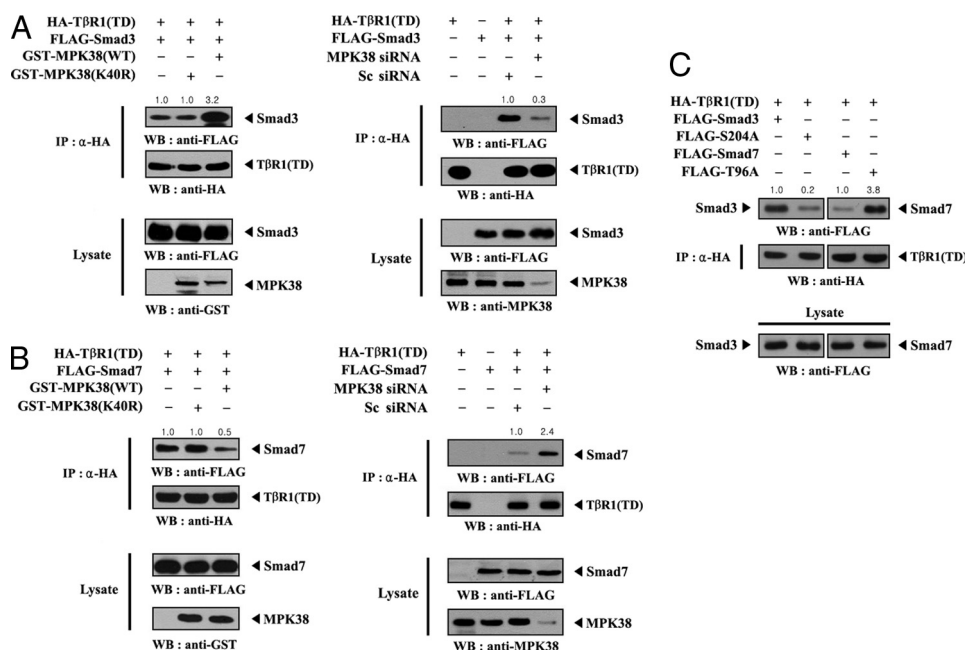 A
HA-TβR1(TD) + + +
FLAG-Smad3 + + +
GST-MPK38(WT) − − +
GST-MPK38(K40R) − + −
1.0 1.0 3.2
IP : α-HA
◄ Smad3
WB : anti-FLAG
◄ TβR1(TD)
WB : anti-HA
Lysate
◄ Smad3
WB : anti-FLAG
◄ MPK38
WB : anti-GST
HA-TβR1(TD) + − + +
FLAG-Smad3 − + + +
MPK38 siRNA − − − +
Sc siRNA − − + −
1.0 0.3
IP : α-HA
◄ Smad3
WB : anti-FLAG
◄ TβR1(TD)
WB : anti-HA
Lysate
◄ Smad3
WB : anti-FLAG
◄ MPK38
WB : anti-MPK38
B
HA-TβR1(TD) + + +
FLAG-Smad7 + + +
GST-MPK38(WT) − − +
GST-MPK38(K40R) − + −
1.0 1.0 0.5
IP : α-HA
◄ Smad7
WB : anti-FLAG
◄ TβR1(TD)
WB : anti-HA
Lysate
◄ Smad7
WB : anti-FLAG
◄ MPK38
WB : anti-GST
HA-TβR1(TD) + − + +
FLAG-Smad7 − + + +
MPK38 siRNA − − − +
Sc siRNA − − + −
1.0 2.4
IP : α-HA
◄ Smad7
WB : anti-FLAG
◄ TβR1(TD)
WB : anti-HA
Lysate
◄ Smad7
WB : anti-FLAG
◄ MPK38
WB : anti-MPK38
C
HA-TβR1(TD) + + + +
FLAG-Smad3 + − − −
FLAG-S204A − + − −
FLAG-Smad7 − − + −
FLAG-T96A − − − +
1.0 0.2 1.0 3.8
Smad3 ► ◄ Smad7
WB : anti-FLAG
IP : α-HA ◄ TβR1(TD)
WB : anti-HA
Lysate
Smad3 ► ◄ Smad7
WB : anti-FLAG